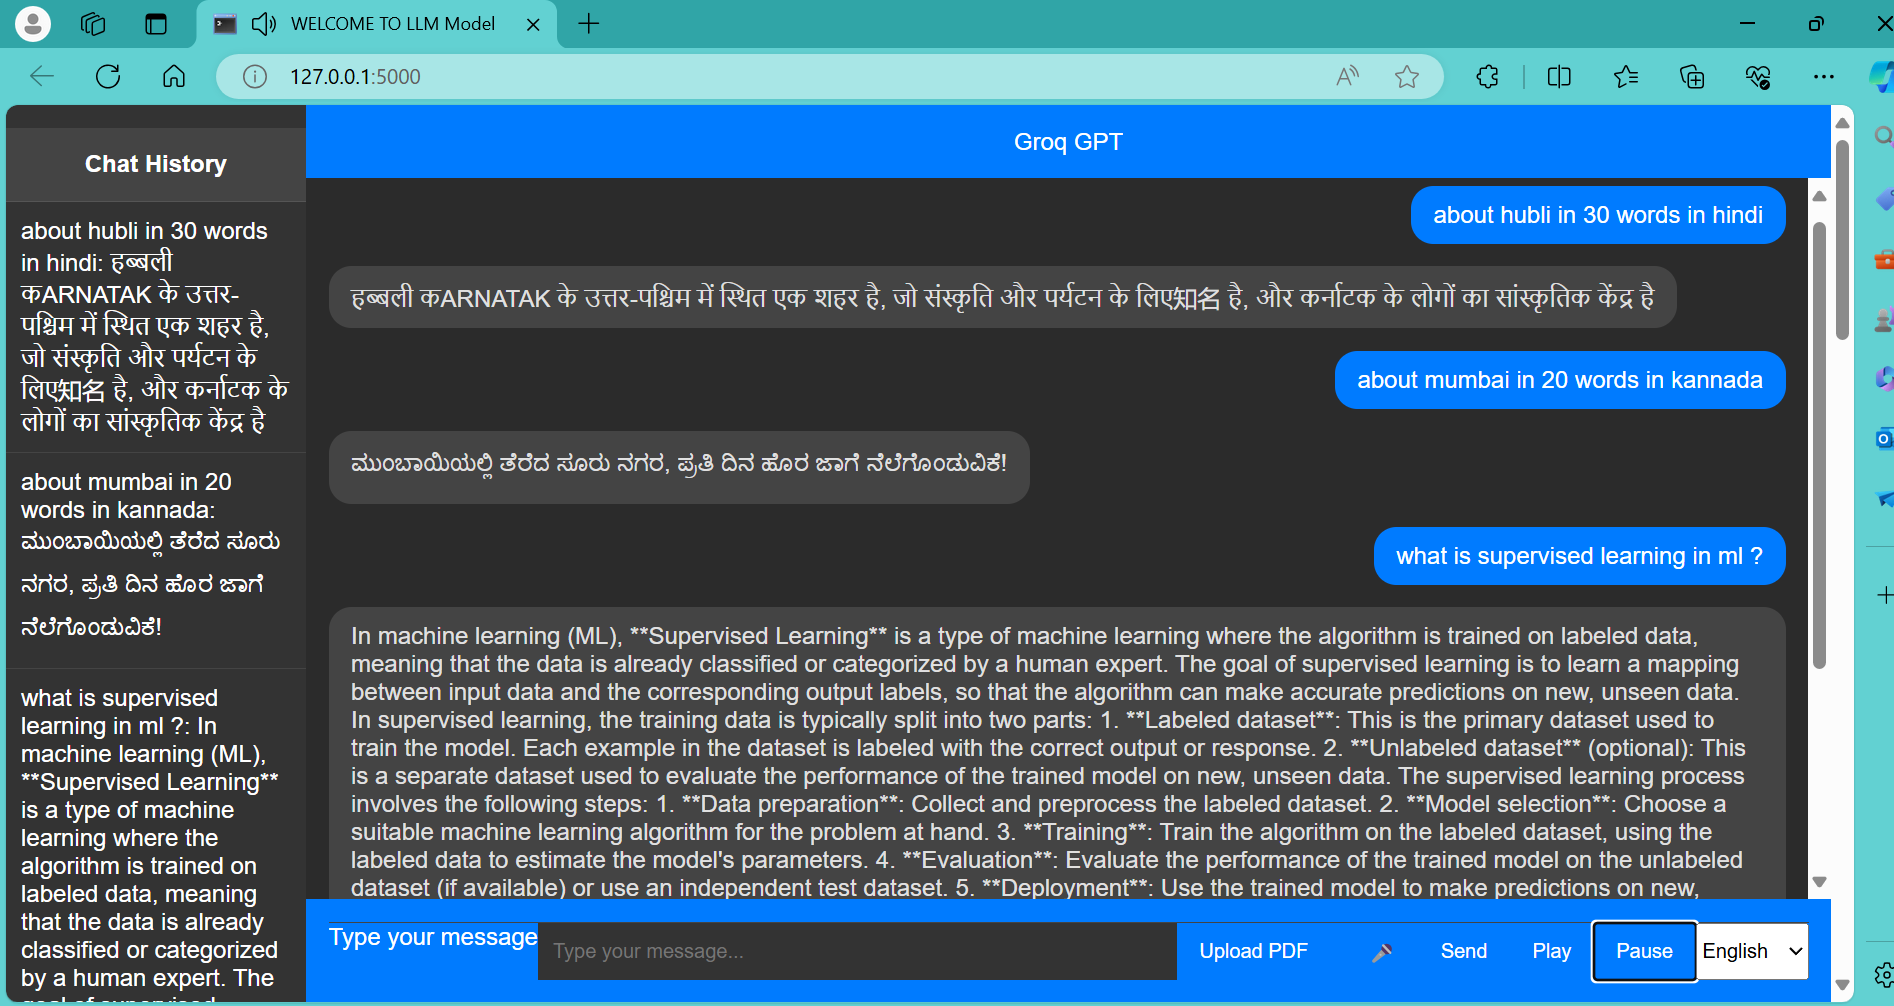 WELCOME TO LLM Model
127.0.0.1:5000
Chat History
about hubli in 30 words
in hindi: हब्बली
कARNATAK के उत्तर-
पश्चिम में स्थित एक शहर है,
जो संस्कृति और पर्यटन के
लिए知名 है, और कर्नाटक के
लोगों का सांस्कृतिक केंद्र है
about mumbai in 20
words in kannada:
ಮುಂಬಾಯಿಯಲ್ಲಿ ತೆರೆದ ಸೂರು
ನಗರ, ಪ್ರತಿ ದಿನ ಹೊರ ಜಾಗೆ
ನೆಲೆಗೊಂಡುವಿಕೆ!
what is supervised
learning in ml ?: In
machine learning (ML),
**Supervised Learning**
is a type of machine
learning where the
algorithm is trained on
labeled data, meaning
that the data is already
classified or categorized
by a human expert. The
Groq GPT
about hubli in 30 words in hindi
हब्बली कARNATAK के उत्तर-पश्चिम में स्थित एक शहर है, जो संस्कृति और पर्यटन के लिए知名 है, और कर्नाटक के लोगों का सांस्कृतिक केंद्र है
about mumbai in 20 words in kannada
ಮುಂಬಾಯಿಯಲ್ಲಿ ತೆರೆದ ಸೂರು ನಗರ, ಪ್ರತಿ ದಿನ ಹೊರ ಜಾಗೆ ನೆಲೆಗೊಂಡುವಿಕೆ!
what is supervised learning in ml ?
In machine learning (ML), **Supervised Learning** is a type of machine learning where the algorithm is trained on labeled data,
meaning that the data is already classified or categorized by a human expert. The goal of supervised learning is to learn a mapping
between input data and the corresponding output labels, so that the algorithm can make accurate predictions on new, unseen data.
In supervised learning, the training data is typically split into two parts: 1. **Labeled dataset**: This is the primary dataset used to
train the model. Each example in the dataset is labeled with the correct output or response. 2. **Unlabeled dataset** (optional): This
is a separate dataset used to evaluate the performance of the trained model on new, unseen data. The supervised learning process
involves the following steps: 1. **Data preparation**: Collect and preprocess the labeled dataset. 2. **Model selection**: Choose a
suitable machine learning algorithm for the problem at hand. 3. **Training**: Train the algorithm on the labeled dataset, using the
labeled data to estimate the model's parameters. 4. **Evaluation**: Evaluate the performance of the trained model on the unlabeled
dataset (if available) or use an independent test dataset. 5. **Deployment**: Use the trained model to make predictions on new,
Type your message
Type your message...
Upload PDF
Send
Play
Pause
English